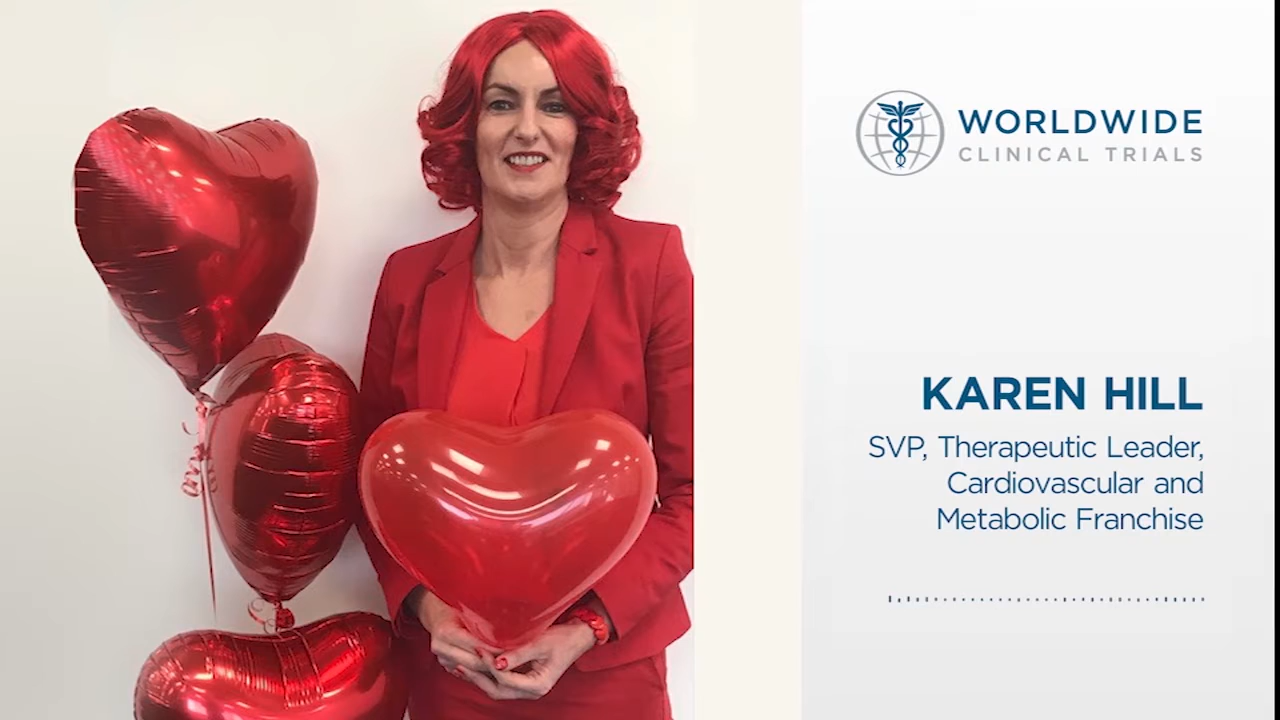 WORLDWIDE
CLINICAL TRIALS
KAREN HILL
SVP, Therapeutic Leader,
Cardiovascular and
Metabolic Franchise